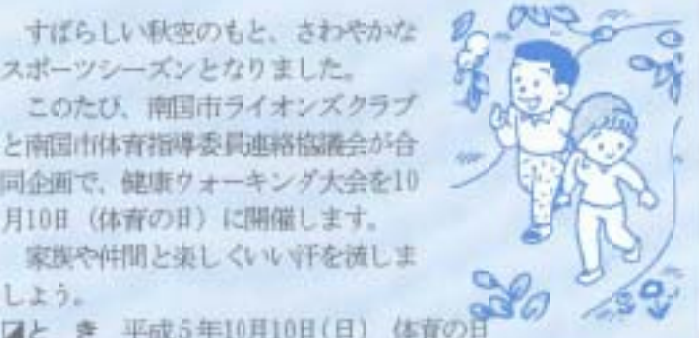 すばらしい秋空のもと、さわやかな
スポーツシーズンとなりました。
このたび、南国市ライオンズクラブ
と南国市体育指導委員連絡協議会が合
同企画で、健康ウォーキング大会を10
月10日（体育の日）に開催します。
家族や仲間と楽しくいい汗を流しま
しょう。
◪と き 平成5年10月10日(日) 体育の日